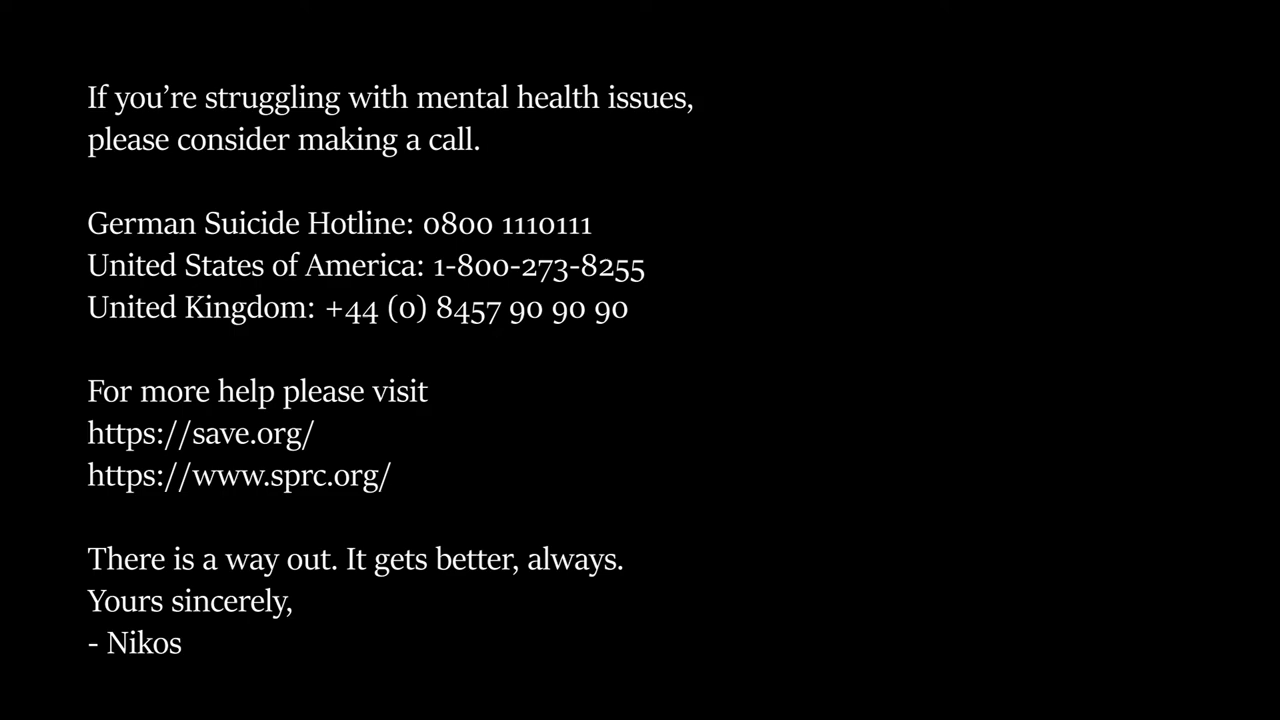 If you’re struggling with mental health issues,
please consider making a call.
German Suicide Hotline: 0800 1110111
United States of America: 1-800-273-8255
United Kingdom: +44 (0) 8457 90 90 90
For more help please visit
https://save.org/
https://www.sprc.org/
There is a way out. It gets better, always.
Yours sincerely,
- Nikos